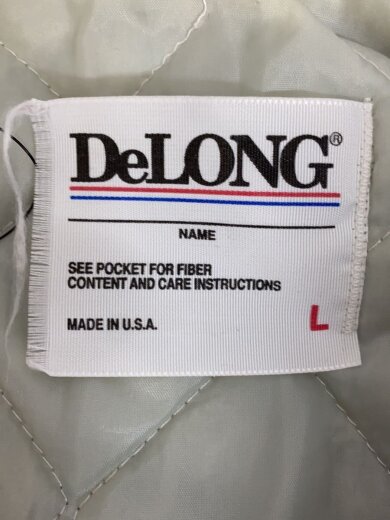 DeLONG®
NAME
SEE POCKET FOR FIBER
CONTENT AND CARE INSTRUCTIONS
MADE IN U.S.A.
L